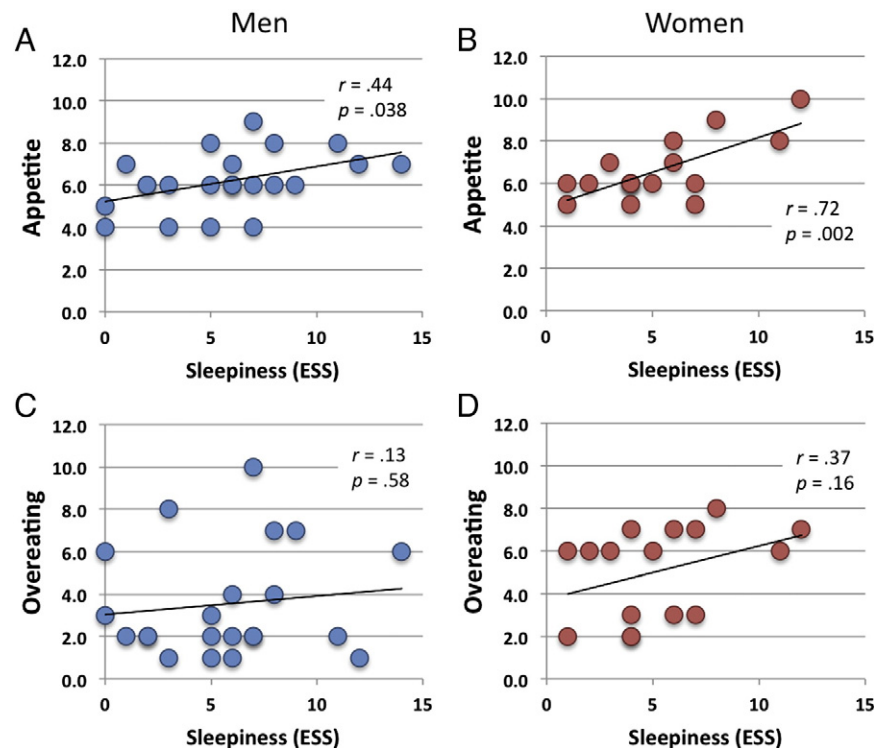 Men
Women
A
B
Appetite
12.0
10.0
8.0
6.0
4.0
2.0
0.0
r = .44
p = .038
0
5
10
15
Sleepiness (ESS)
Appetite
12.0
10.0
8.0
6.0
4.0
2.0
0.0
r = .72
p = .002
0
5
10
15
Sleepiness (ESS)
C
D
Overeating
12.0
10.0
8.0
6.0
4.0
2.0
0.0
r = .13
p = .58
0
5
10
15
Sleepiness (ESS)
Overeating
12.0
10.0
8.0
6.0
4.0
2.0
0.0
r = .37
p = .16
0
5
10
15
Sleepiness (ESS)